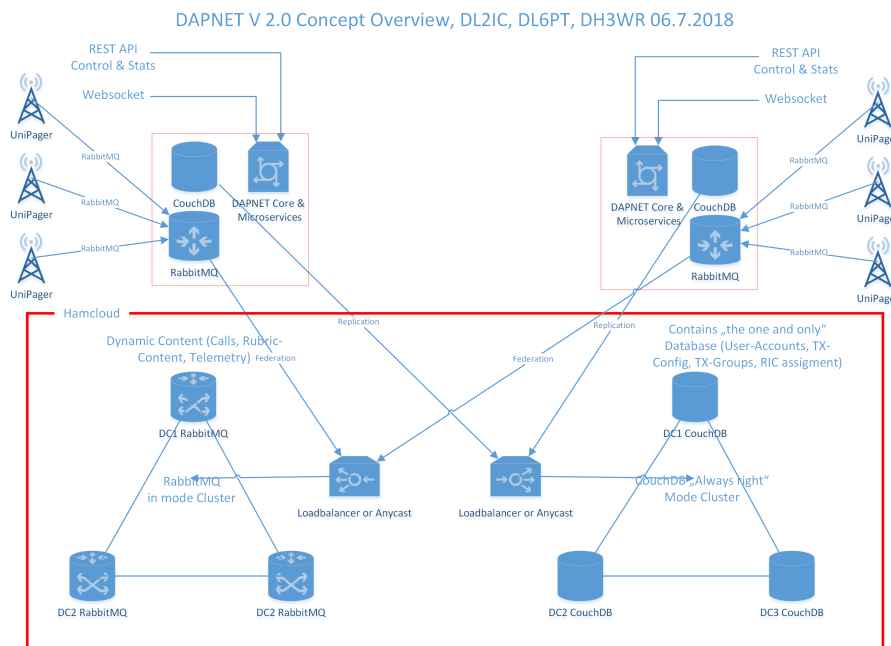 DAPNET V 2.0 Concept Overview, DL2IC, DL6PT, DH3WR 06.7.2018
REST API
Control & Stats
Websocket
REST API
Control & Stats
Websocket
UniPager
UniPager
UniPager
RabbitMQ
RabbitMQ
RabbitMQ
CouchDB
DAPNET Core &
Microservices
RabbitMQ
DAPNET Core &
Microservices
CouchDB
RabbitMQ
RabbitMQ
RabbitMQ
RabbitMQ
UniPager
UniPager
UniPager
Hamcloud
Replication
Replication
Federation
Federation
Dynamic Content (Calls, Rubric-
Content, Telemetry)
Contains „the one and only“
Database (User-Accounts, TX-
Config, TX-Groups, RIC assigment)
DC1 RabbitMQ
DC1 CouchDB
RabbitMQ
in mode Cluster
Loadbalancer or Anycast
Loadbalancer or Anycast
CouchDB „Always right“
Mode Cluster
DC2 RabbitMQ
DC2 RabbitMQ
DC2 CouchDB
DC3 CouchDB